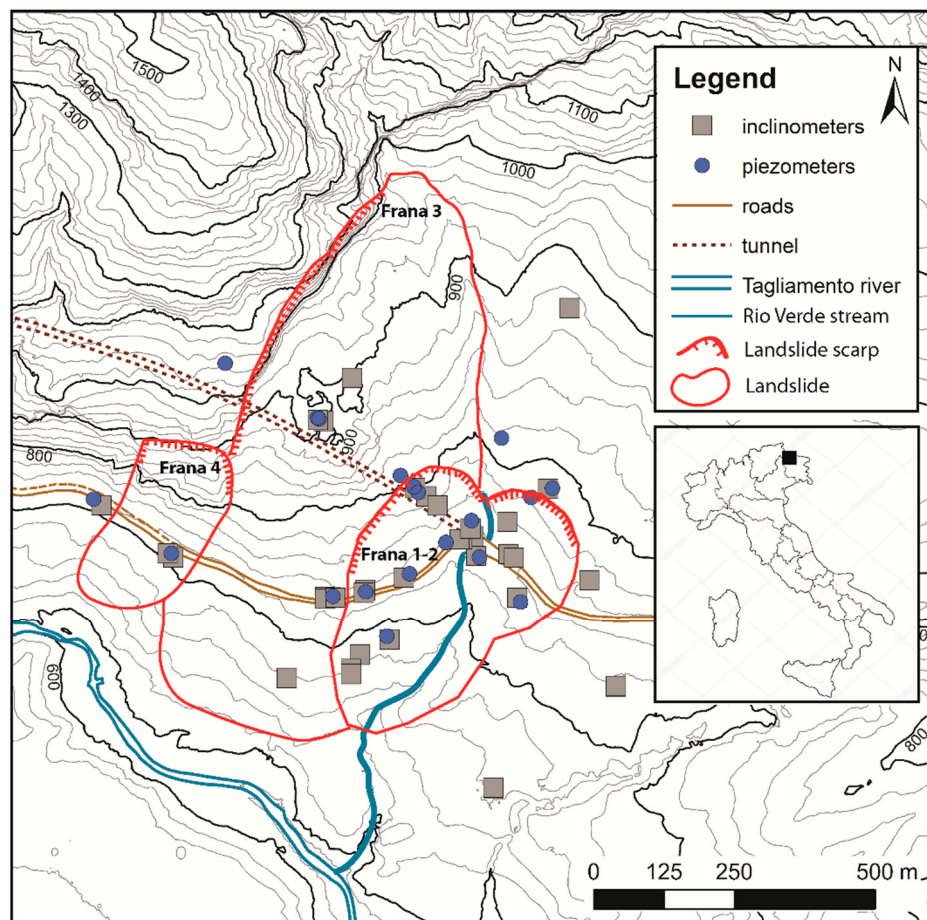 1500
1400
1300
1100
1000
Frana 3
900
900
800
Frana 4
Frana 1-2
600
800
Legend
N
inclinometers
piezometers
roads
tunnel
Tagliamento river
Rio Verde stream
Landslide scarp
Landslide
0 125 250 500 m